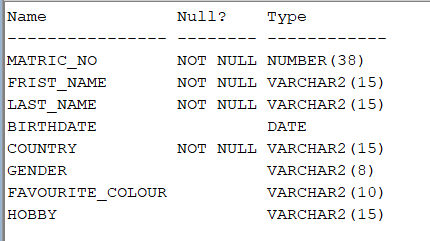 Name Null? Type
---------------- -------- ------------
MATRIC_NO NOT NULL NUMBER(38)
FRIST_NAME NOT NULL VARCHAR2(15)
LAST_NAME NOT NULL VARCHAR2(15)
BIRTHDATE DATE
COUNTRY NOT NULL VARCHAR2(15)
GENDER VARCHAR2(8)
FAVOURITE_COLOUR VARCHAR2(10)
HOBBY VARCHAR2(15)